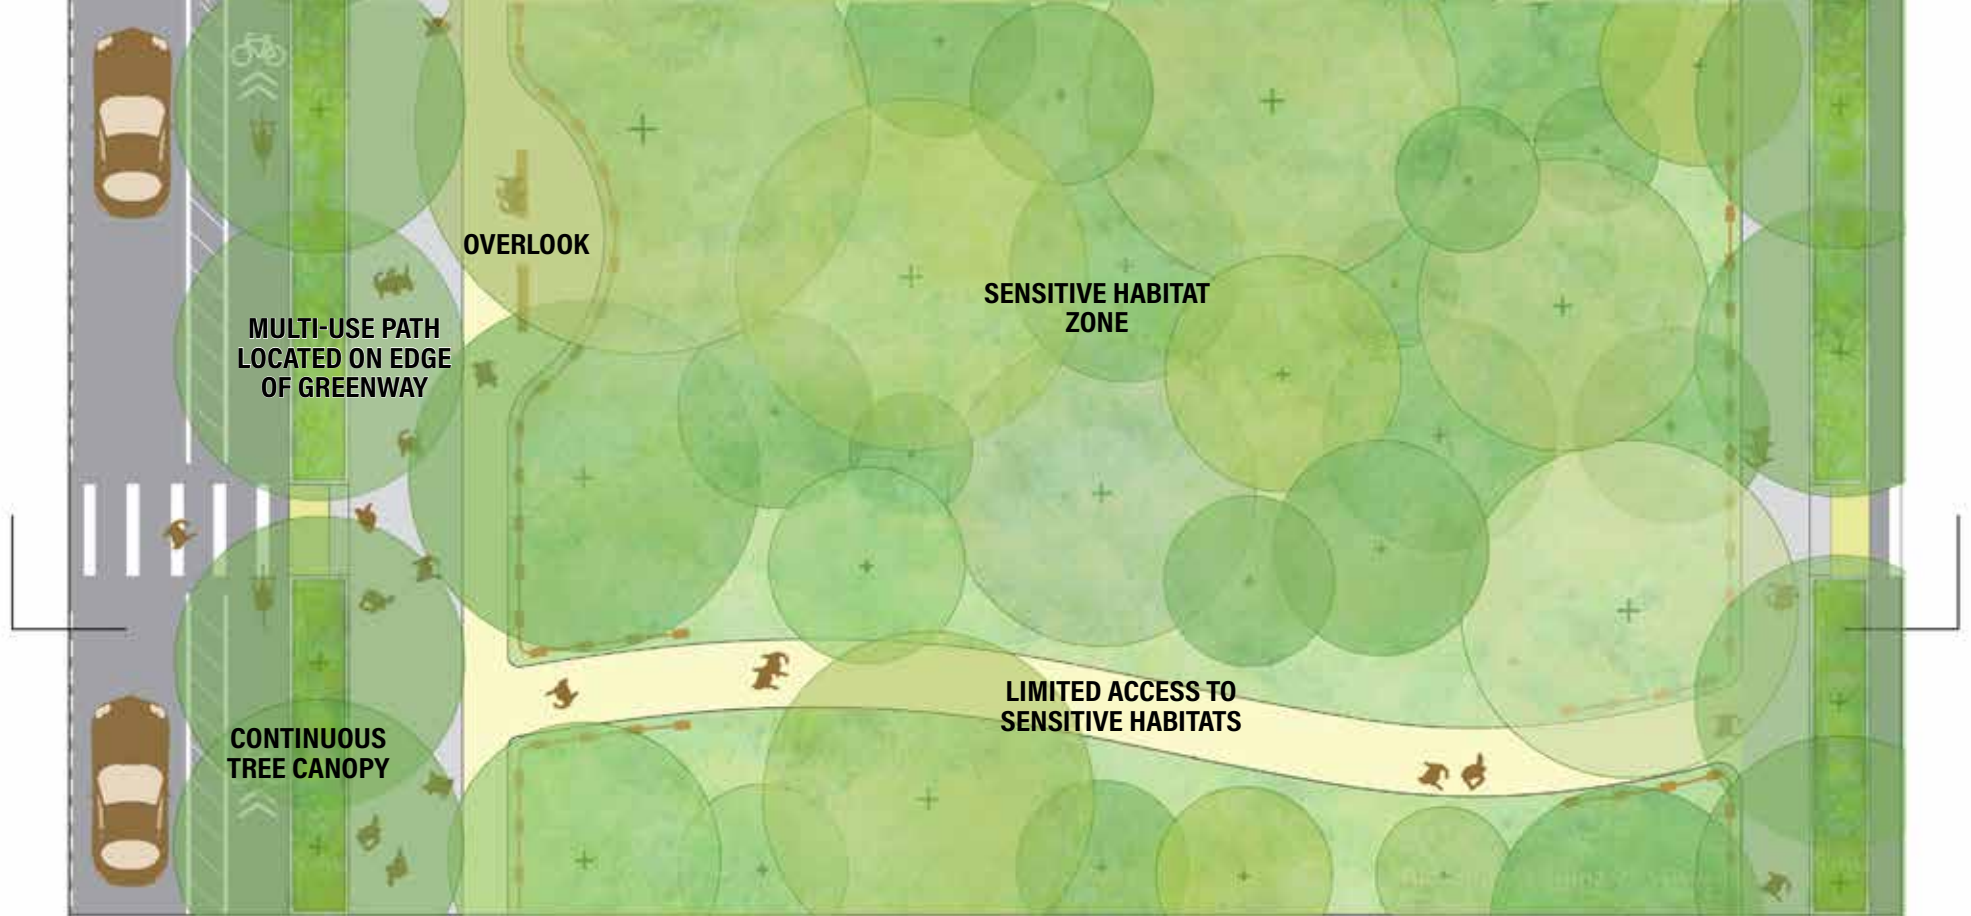 OVERLOOK
SENSITIVE HABITAT
ZONE
MULTI-USE PATH
LOCATED ON EDGE
OF GREENWAY
LIMITED ACCESS TO
SENSITIVE HABITATS
CONTINUOUS
TREE CANOPY